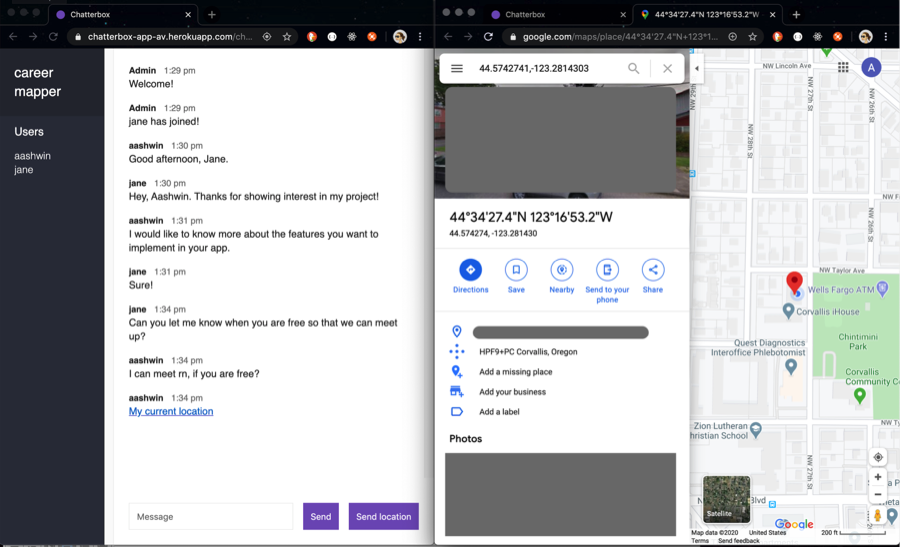 Chatterbox
chatterbox-app-av.herokuapp.com/ch...
career
mapper
Users
aashwin
jane
Admin 1:29 pm
Welcome!
Admin 1:29 pm
jane has joined!
aashwin 1:30 pm
Good afternoon, Jane.
jane 1:30 pm
Hey, Aashwin. Thanks for showing interest in my project!
aashwin 1:31 pm
I would like to know more about the features you want to
implement in your app.
jane 1:31 pm
Sure!
jane 1:34 pm
Can you let me know when you are free so that we can meet
up?
aashwin 1:34 pm
I can meet rn, if you are free?
aashwin 1:34 pm
My current location
Message
Send
Send location
Chatterbox
44°34'27.4"N 123°16'53.2"W
google.com/maps/place/44°34'27.4"N+123°1...
44.5742741,-123.2814303
44°34'27.4"N 123°16'53.2"W
44.574274, -123.281430
Directions
Save
Nearby
Send to your
phone
Share
HPF9+PC Corvallis, Oregon
Add a missing place
Add your business
Add a label
Photos
A
NW Lincoln Ave
NW 27th St
NW 28th St
NW 26th St
NW 26th St
NW Taylor Ave
Wells Fargo ATM
Corvallis iHouse
Chintimini
Park
Quest Diagnostics
Interoffice Phlebotomist
Corvallis
Community C
Zion Lutheran
hristian School
NW 27th St
Blvd
Satellite
Google
Map data ©2020 United States
200 ft
Terms Send feedback